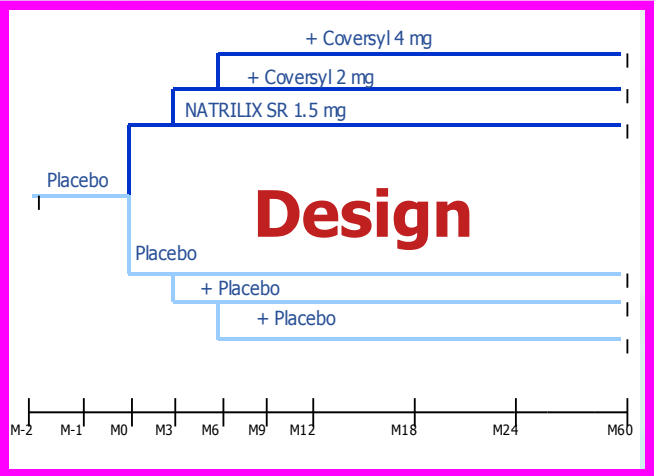 + Coversyl 4 mg
+ Coversyl 2 mg
NATRILIX SR 1.5 mg
Placebo
Design
Placebo
+ Placebo
+ Placebo
M-2 M-1 M0 M3 M6 M9 M12 M18 M24 M60